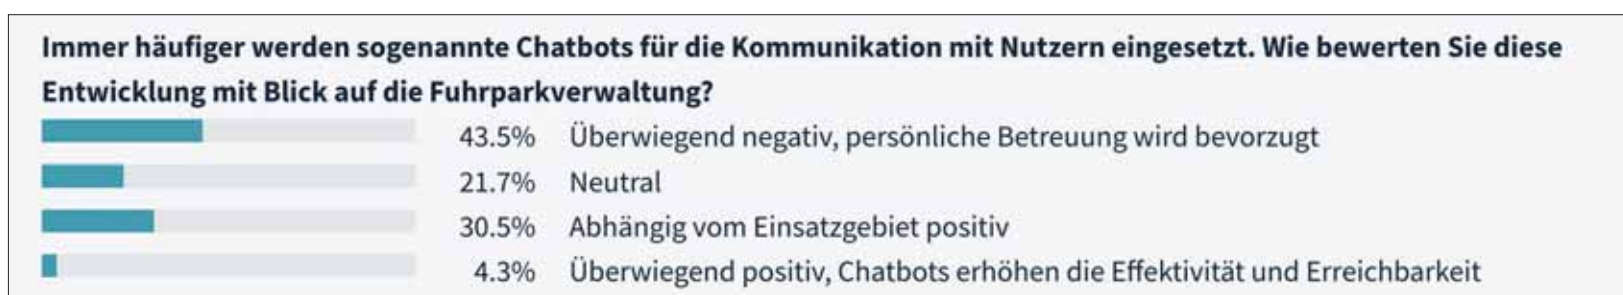 Immer häufiger werden sogenannte Chatbots für die Kommunikation mit Nutzern eingesetzt. Wie bewerten Sie diese
Entwicklung mit Blick auf die Fuhrparkverwaltung?
43.5% Überwiegend negativ, persönliche Betreuung wird bevorzugt
21.7% Neutral
30.5% Abhängig vom Einsatzgebiet positiv
4.3% Überwiegend positiv, Chatbots erhöhen die Effektivität und Erreichbarkeit